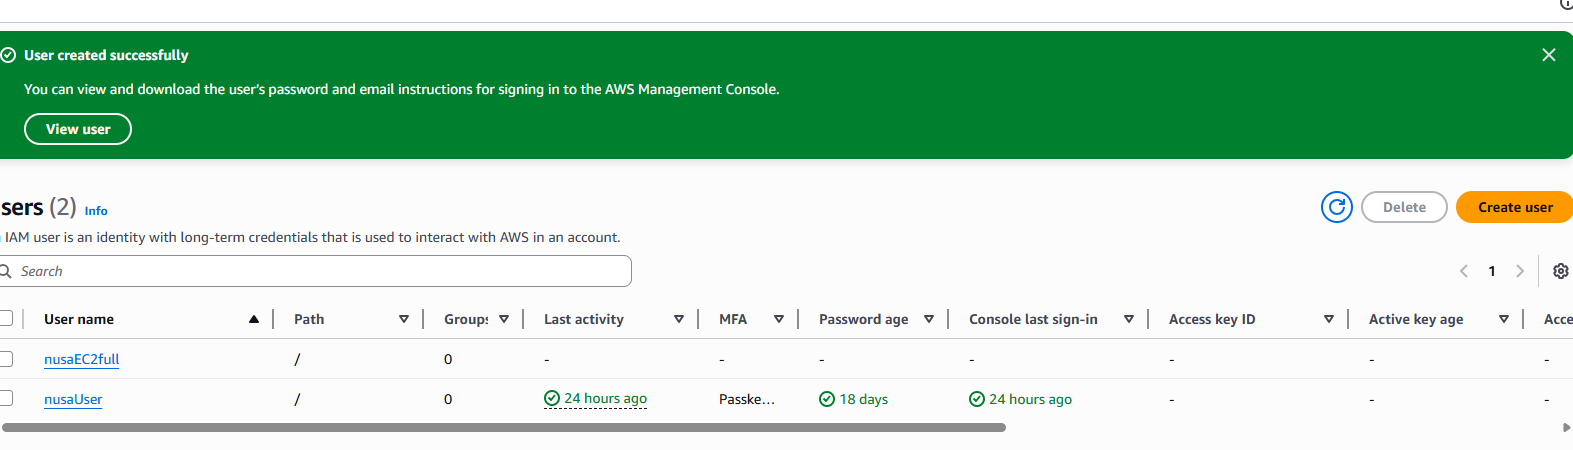 User created successfully
You can view and download the user's password and email instructions for signing in to the AWS Management Console.
View user
sers (2) Info
Delete
Create user
IAM user is an identity with long-term credentials that is used to interact with AWS in an account.
Search
1
User name Path Groups Last activity MFA Password age Console last sign-in Access key ID Active key age Acce
nusaEC2full / 0 - - - - - - -
nusaUser / 0 24 hours ago Passke... 18 days 24 hours ago - - -